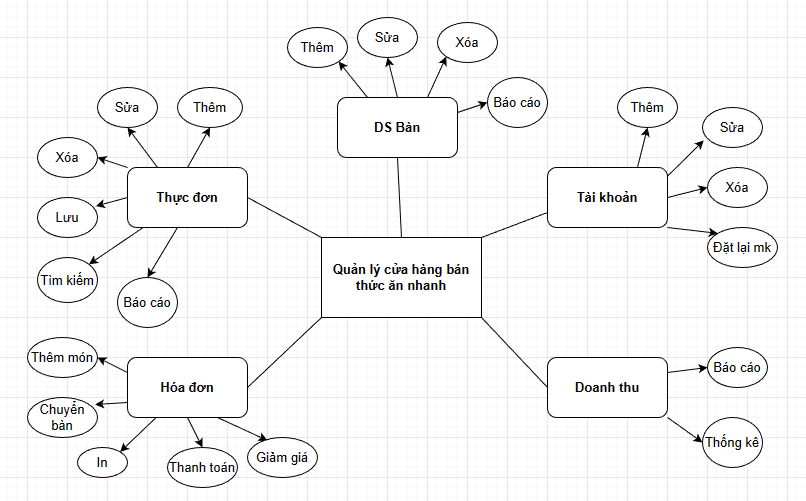 Thêm
Sửa
Xóa
Báo cáo
DS Bàn
Sửa
Thêm
Xóa
Lưu
Tìm kiếm
Báo cáo
Thực đơn
Thêm
Sửa
Xóa
Đặt lại mk
Tài khoản
Quản lý cửa hàng bán
thức ăn nhanh
Thêm món
Chuyển
bàn
In
Thanh toán
Giảm giá
Hóa đơn
Doanh thu
Báo cáo
Thống kê